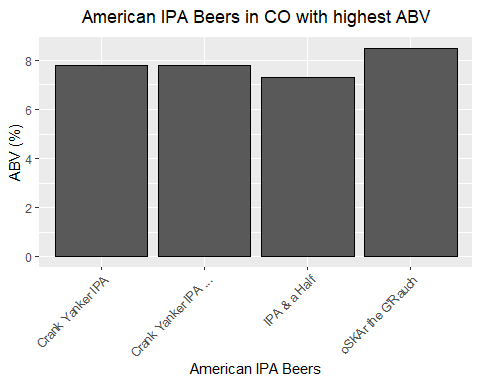 American IPA Beers in CO with highest ABV
ABV (%)
8
6
4
2
0
Crank Yanker IPA
Crank Yanker IPA ...
IPA & a Half
oSKAr the G'Rauch
American IPA Beers